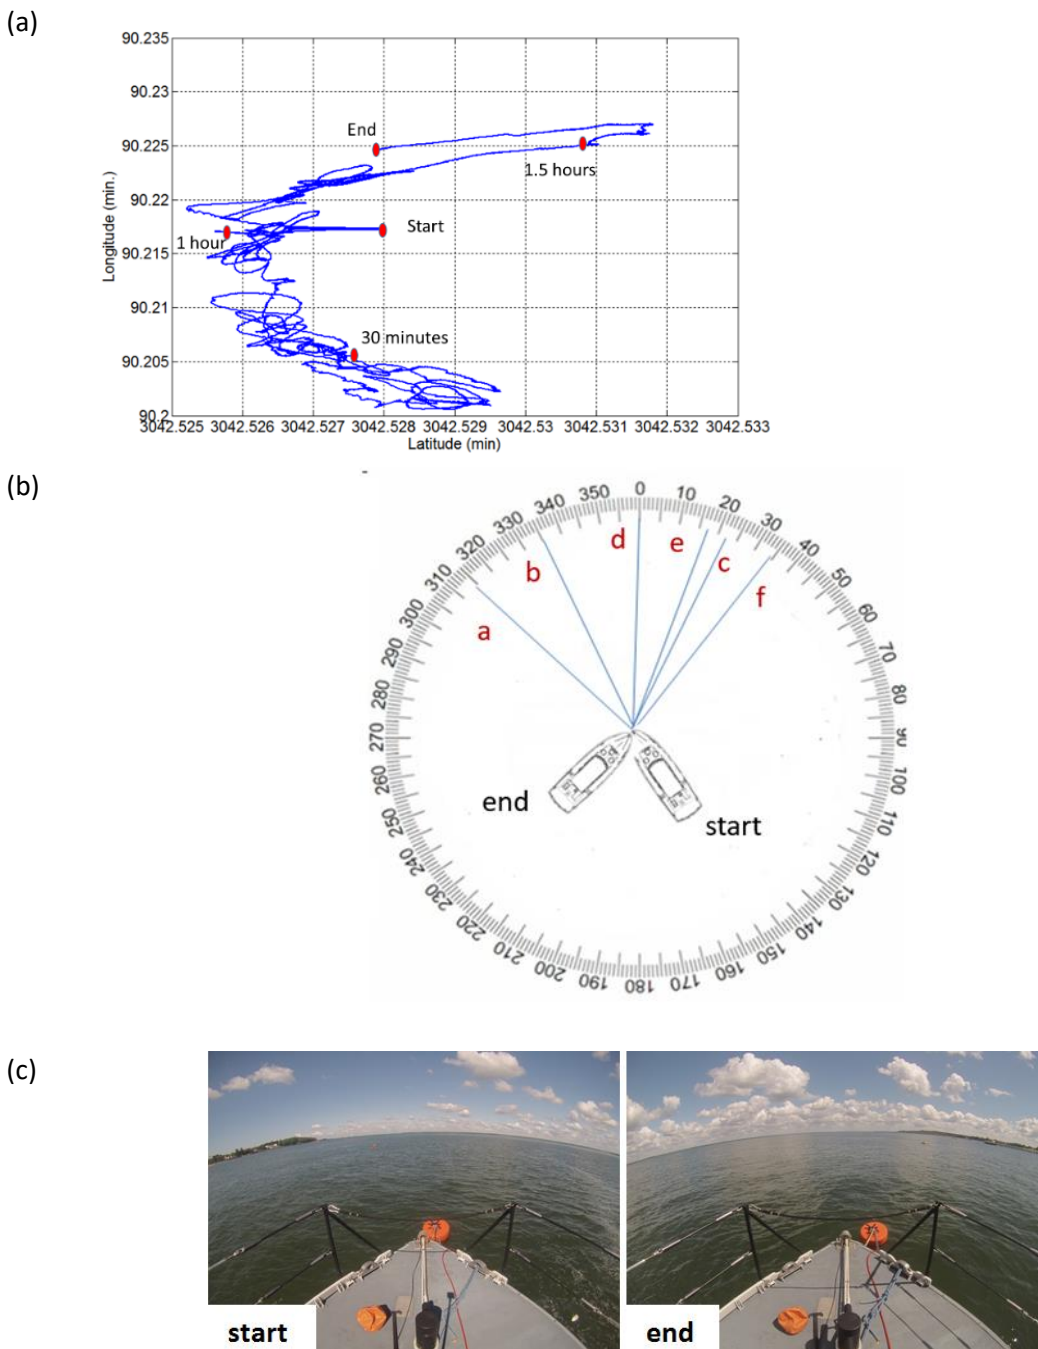 (a)
90.235
90.23
90.225
90.22
90.215
90.21
90.205
90.2
Longitude (min.)
End
1.5 hours
Start
1 hour
30 minutes
3042.525 3042.526 3042.527 3042.528 3042.529 3042.53 3042.531 3042.532 3042.533
Latitude (min)
(b)
0 10 20 30 40 50 60 70 80 90 100 110 120 130 140 150 160 170 180 190 200 210 220 230 240 250 260 270 280 290 300 310 320 330 340 350
a
b
d
e
c
f
end
start
(c)
start
end